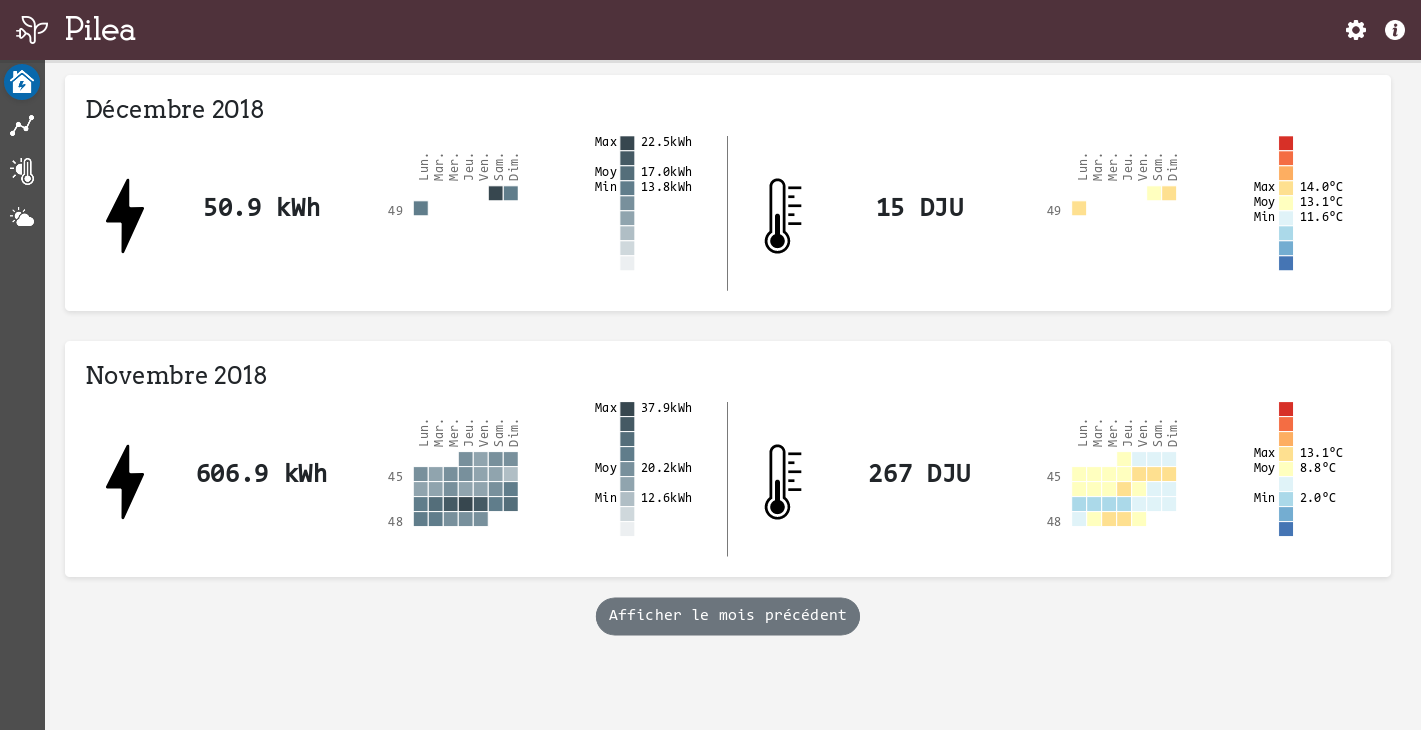 Pilea
Décembre 2018
50.9 kWh
Lun. Mar. Mer. Jeu. Ven. Sam. Dim.
49
Max 22.5kWh
Moy 17.0kWh
Min 13.8kWh
15 DJU
Lun. Mar. Mer. Jeu. Ven. Sam. Dim.
49
Max 14.0°C
Moy 13.1°C
Min 11.6°C
Novembre 2018
606.9 kWh
Lun. Mar. Mer. Jeu. Ven. Sam. Dim.
45
48
Max 37.9kWh
Moy 20.2kWh
Min 12.6kWh
267 DJU
Lun. Mar. Mer. Jeu. Ven. Sam. Dim.
45
48
Max 13.1°C
Moy 8.8°C
Min 2.0°C
Afficher le mois précédent